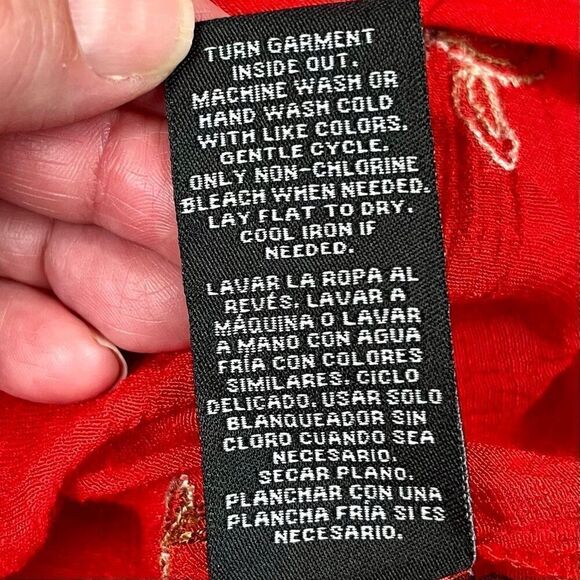 TURN GARMENT
INSIDE OUT.
MACHINE WASH OR
HAND WASH COLD
WITH LIKE COLORS.
GENTLE CYCLE.
ONLY NON-CHLORINE
BLEACH WHEN NEEDED.
LAY FLAT TO DRY.
COOL IRON IF
NEEDED.
LAVAR LA ROPA AL
REVÉS. LAVAR A
MÁQUINA O LAVAR
A MANO CON AGUA
FRÍA CON COLORES
SIMILARES. CICLO
DELICADO. USAR SOLO
BLANQUEADOR SIN
CLORO CUANDO SEA
NECESARIO.
SECAR PLANO.
PLANCHAR CON UNA
PLANCHA FRÍA SI ES
NECESARIO.